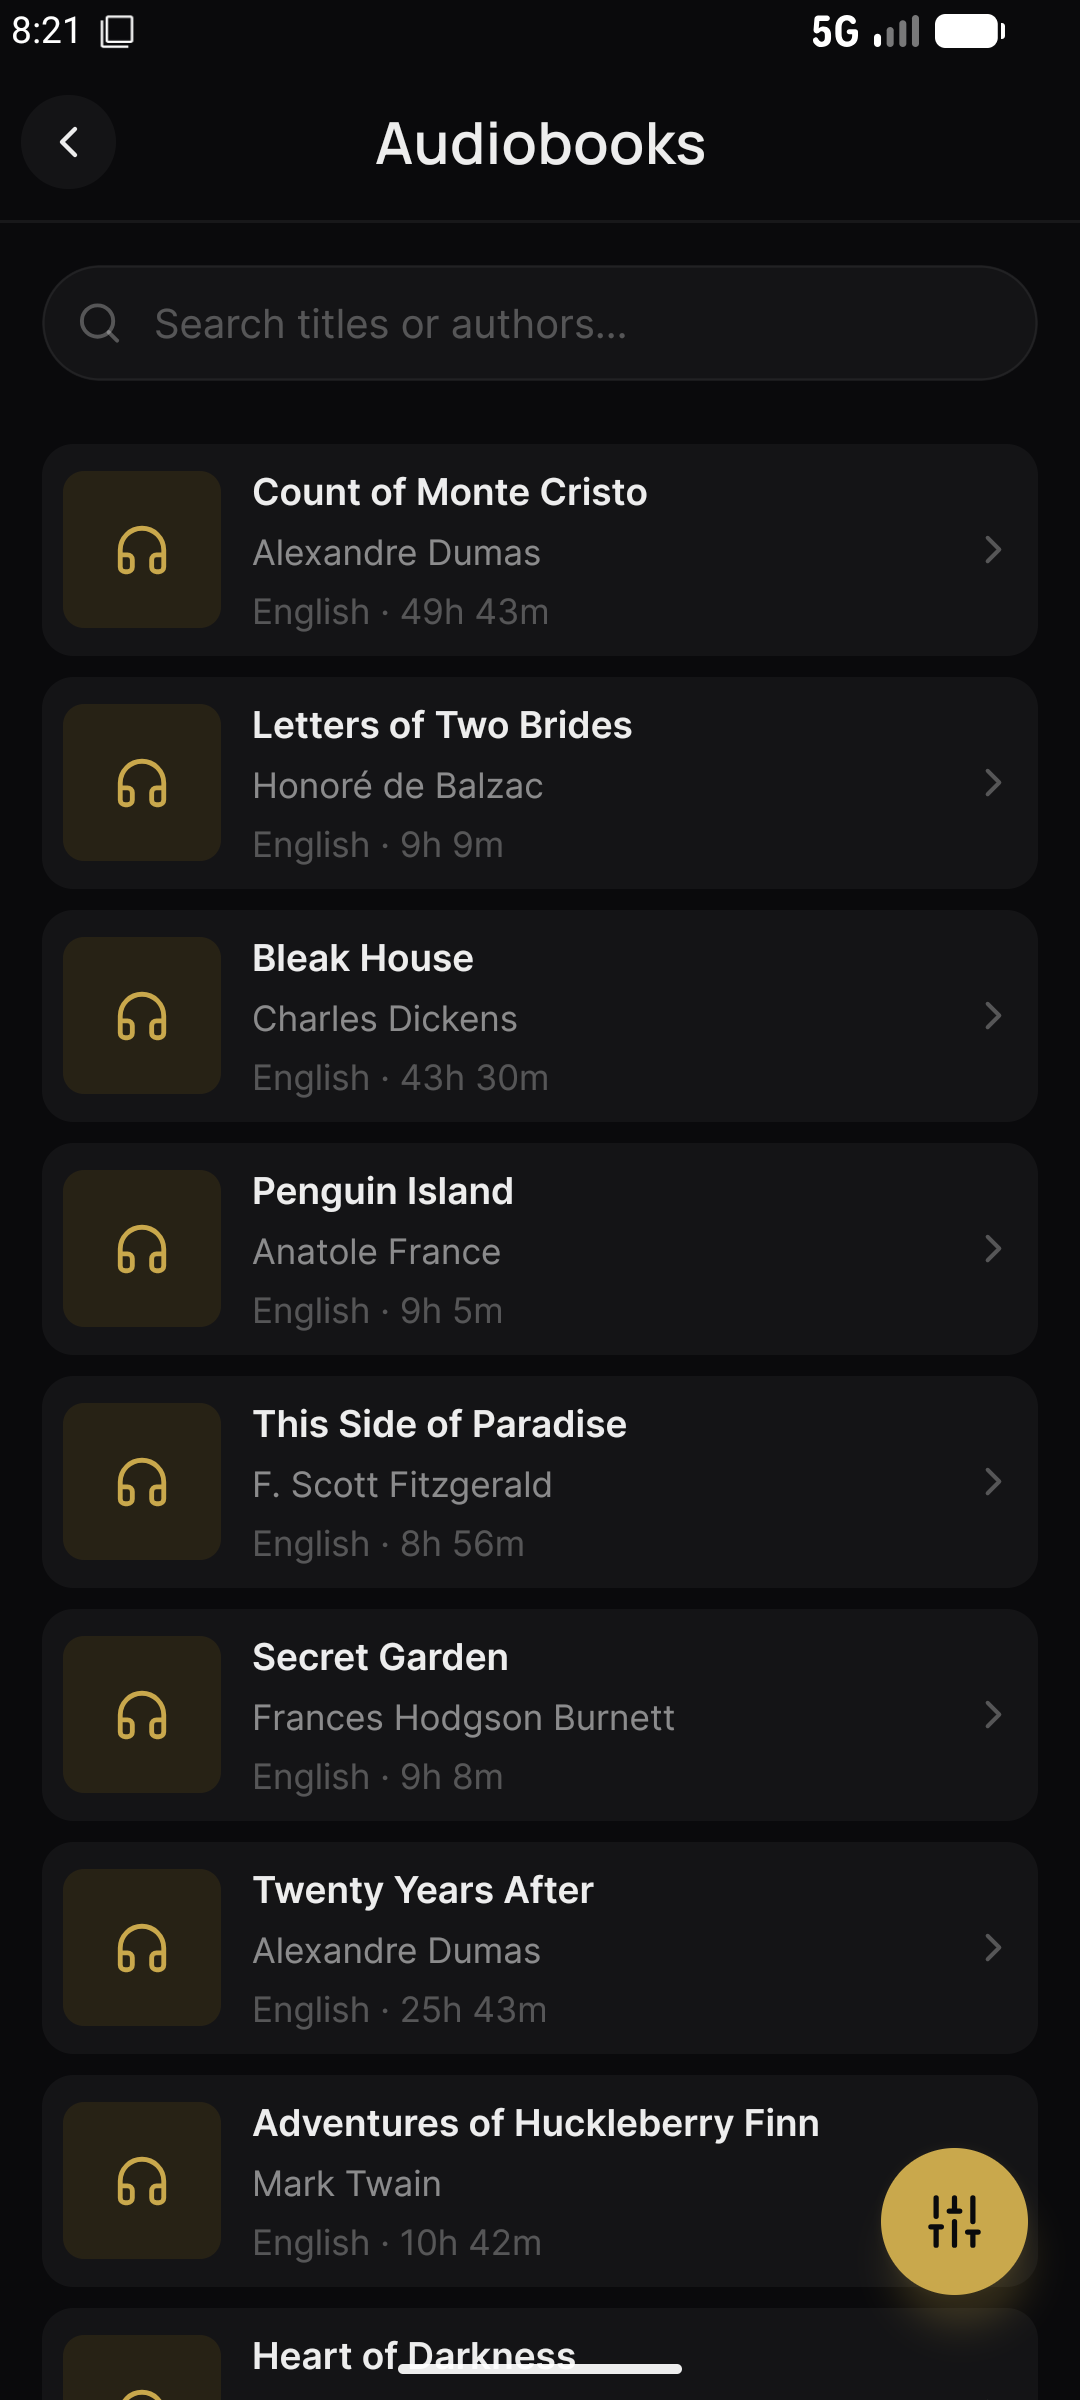 8:21
5G
Audiobooks
Search titles or authors...
Count of Monte Cristo
Alexandre Dumas
English · 49h 43m
Letters of Two Brides
Honoré de Balzac
English · 9h 9m
Bleak House
Charles Dickens
English · 43h 30m
Penguin Island
Anatole France
English · 9h 5m
This Side of Paradise
F. Scott Fitzgerald
English · 8h 56m
Secret Garden
Frances Hodgson Burnett
English · 9h 8m
Twenty Years After
Alexandre Dumas
English · 25h 43m
Adventures of Huckleberry Finn
Mark Twain
English · 10h 42m
Heart of Darkness